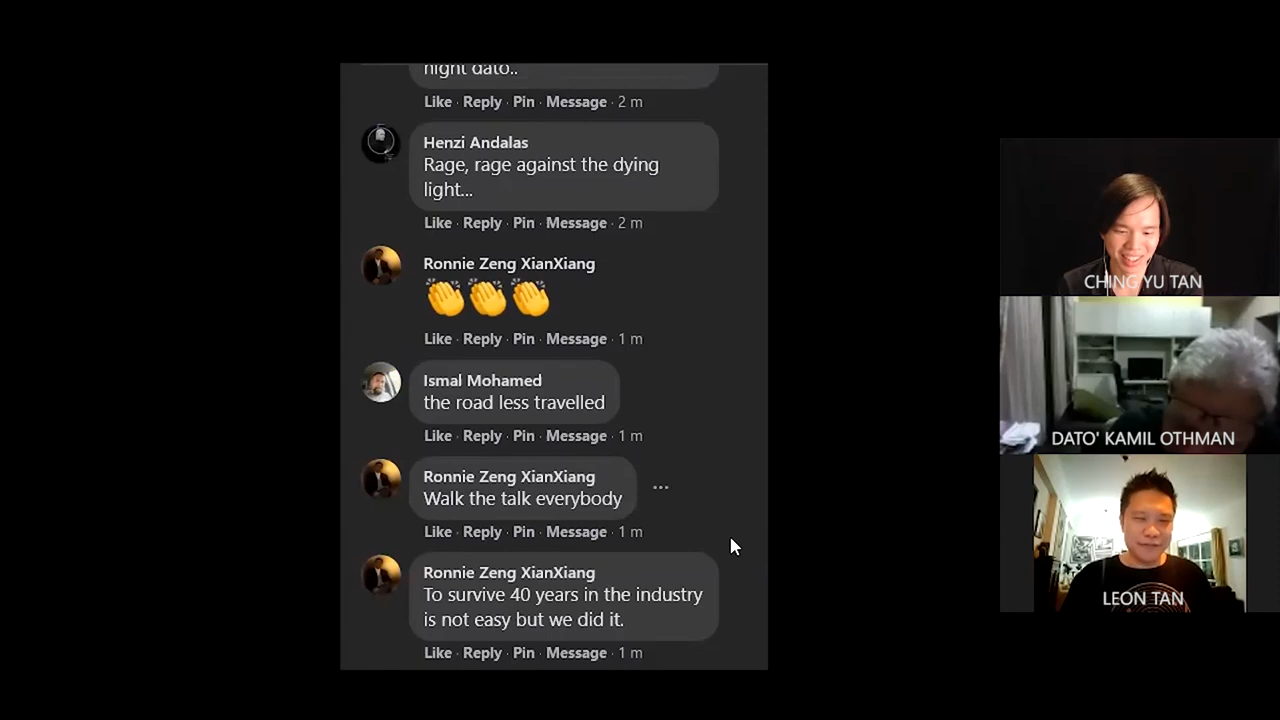 night dato..
Like · Reply · Pin · Message · 2 m
Henzi Andalas
Rage, rage against the dying
light...
Like · Reply · Pin · Message · 2 m
Ronnie Zeng XianXiang
👏👏👏
Like · Reply · Pin · Message · 1 m
Ismal Mohamed
the road less travelled
Like · Reply · Pin · Message · 1 m
Ronnie Zeng XianXiang
Walk the talk everybody
...
Like · Reply · Pin · Message · 1 m
Ronnie Zeng XianXiang
To survive 40 years in the industry
is not easy but we did it.
Like · Reply · Pin · Message · 1 m
CHING YU TAN
DATO' KAMIL OTHMAN
LEON TAN